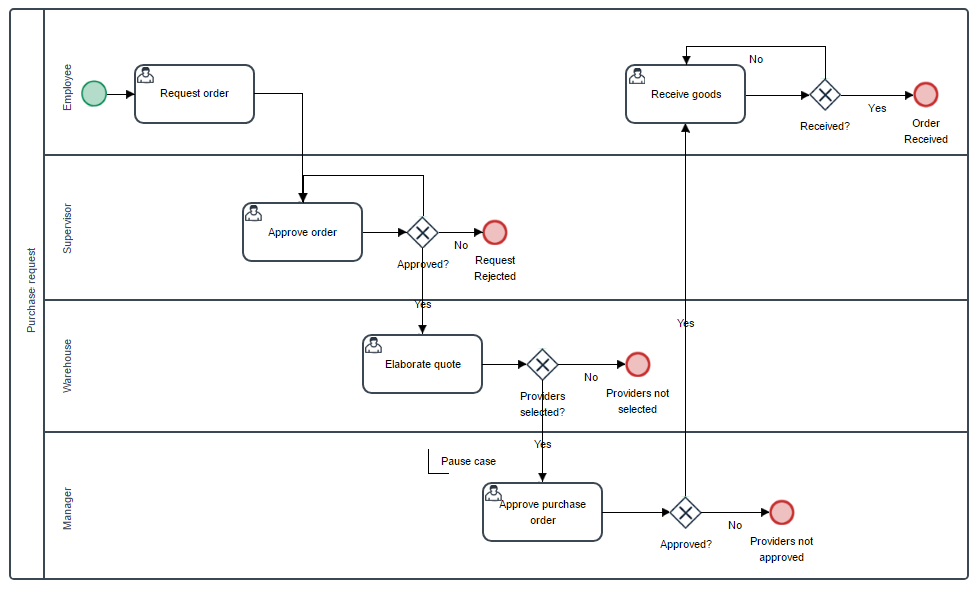 Purchase request
Employee
Request order
Receive goods
No
Received?
Yes
Order
Received
Supervisor
Approve order
Approved?
No
Request
Rejected
Yes
Warehouse
Elaborate quote
Providers
selected?
No
Providers not
selected
Yes
Yes
Manager
Pause case
Approve purchase
order
Approved?
No
Providers not
approved